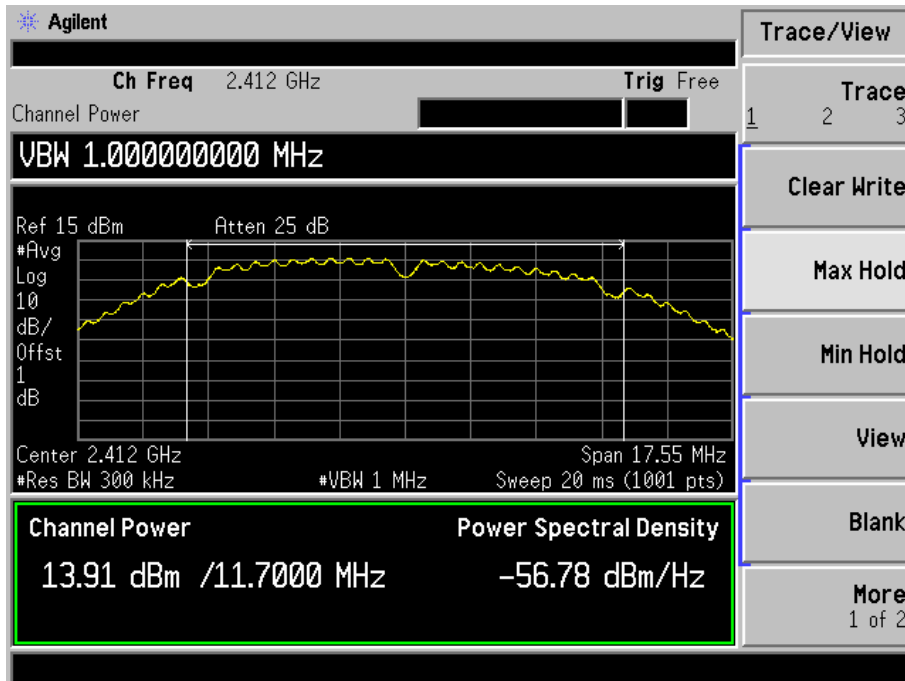 Agilent
Trace/View
Ch Freq 2.412 GHz Trig Free
Channel Power
Trace
1 2 3
VBW 1.000000000 MHz
Clear Write
Ref 15 dBm Atten 25 dB
#Avg
Log
10
dB/
Offst
1
dB
Max Hold
Min Hold
Center 2.412 GHz Span 17.55 MHz
#Res BW 300 kHz #VBW 1 MHz Sweep 20 ms (1001 pts)
View
Channel Power Power Spectral Density
13.91 dBm /11.7000 MHz -56.78 dBm/Hz
Blank
More
1 of 2